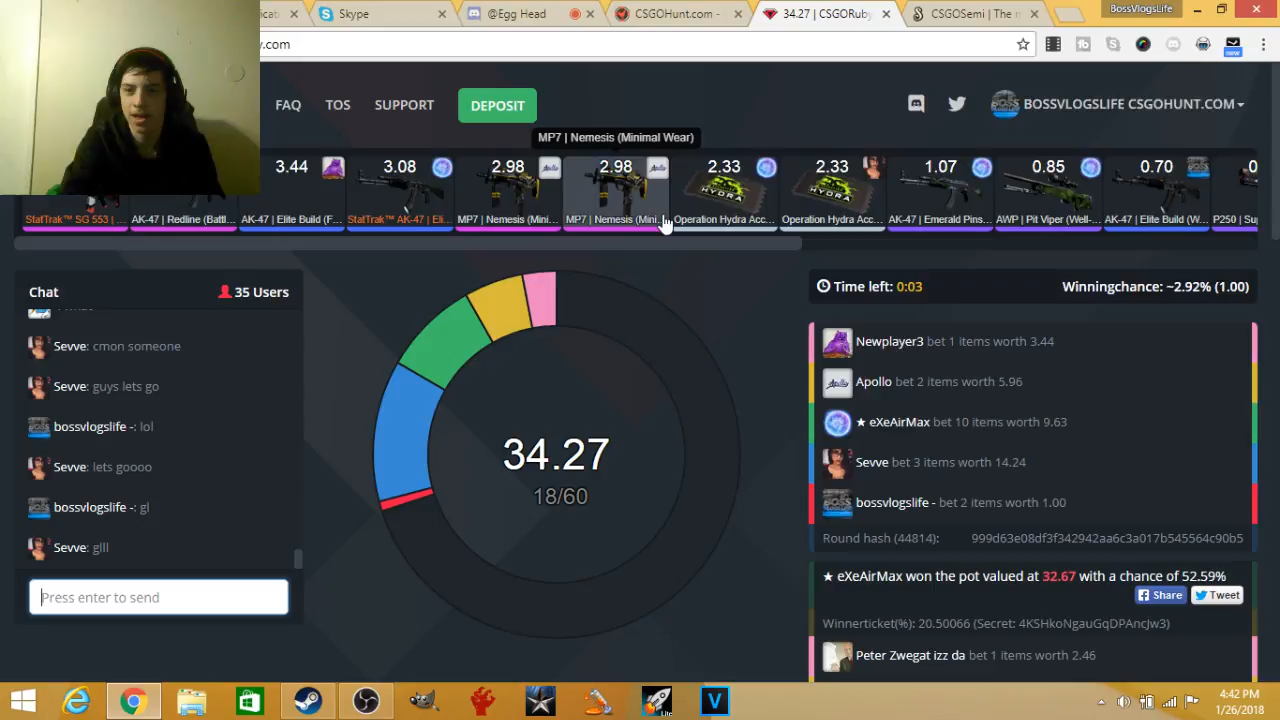 icat
Skype
@Egg Head
CSGOHunt.com -
34.27 | CSGORuby
CSGOSemi | The n
BossVlogsLife
y.com
new
FAQ
TOS
SUPPORT
DEPOSIT
BOSSVLOGSLIFE CSGOHUNT.COM
MP7 | Nemesis (Minimal Wear)
3.44 3.08 2.98 2.98 2.33 2.33 1.07 0.85 0.70
StatTrak™ SG 553 | ... AK-47 | Redline (Battl... AK-47 | Elite Build (F... StatTrak™ AK-47 | Eli... MP7 | Nemesis (Mini... MP7 | Nemesis (Mini... Operation Hydra Acc... Operation Hydra Acc... AK-47 | Emerald Pins... AWP | Pit Viper (Well-... AK-47 | Elite Build (W... P250 | Su
Chat
35 Users
Sevve: cmon someone
Sevve: guys lets go
bossvlogslife -: lol
Sevve: lets goooo
bossvlogslife -: gl
Sevve: glll
Press enter to send
34.27
18/60
Time left: 0:03
Winningchance: ~2.92% (1.00)
Newplayer3 bet 1 items worth 3.44
Apollo bet 2 items worth 5.96
★ eXeAirMax bet 10 items worth 9.63
Sevve bet 3 items worth 14.24
bossvlogslife - bet 2 items worth 1.00
Round hash (44814): 999d63e08df3f342942aa6c3a017b545564c90b5
★ eXeAirMax won the pot valued at 32.67 with a chance of 52.59%
Share
Tweet
Winnerticket(%): 20.50066 (Secret: 4KSHkoNgauGqDPAncJw3)
Peter Zwegat izz da bet 1 items worth 2.46
Lite
V
4:42 PM
1/26/2018